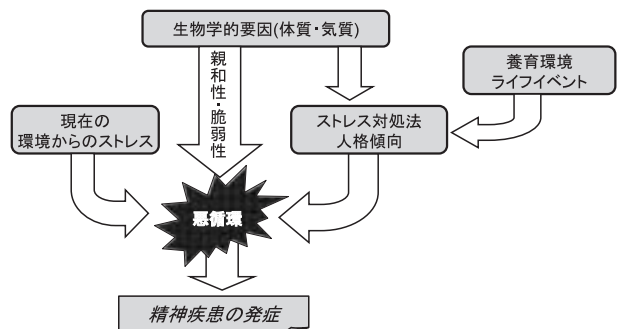 生物学的要因(体質・気質)
親和性・脆弱性
養育環境
ライフイベント
現在の
環境からのストレス
ストレス対処法
人格傾向
悪循環
精神疾患の発症